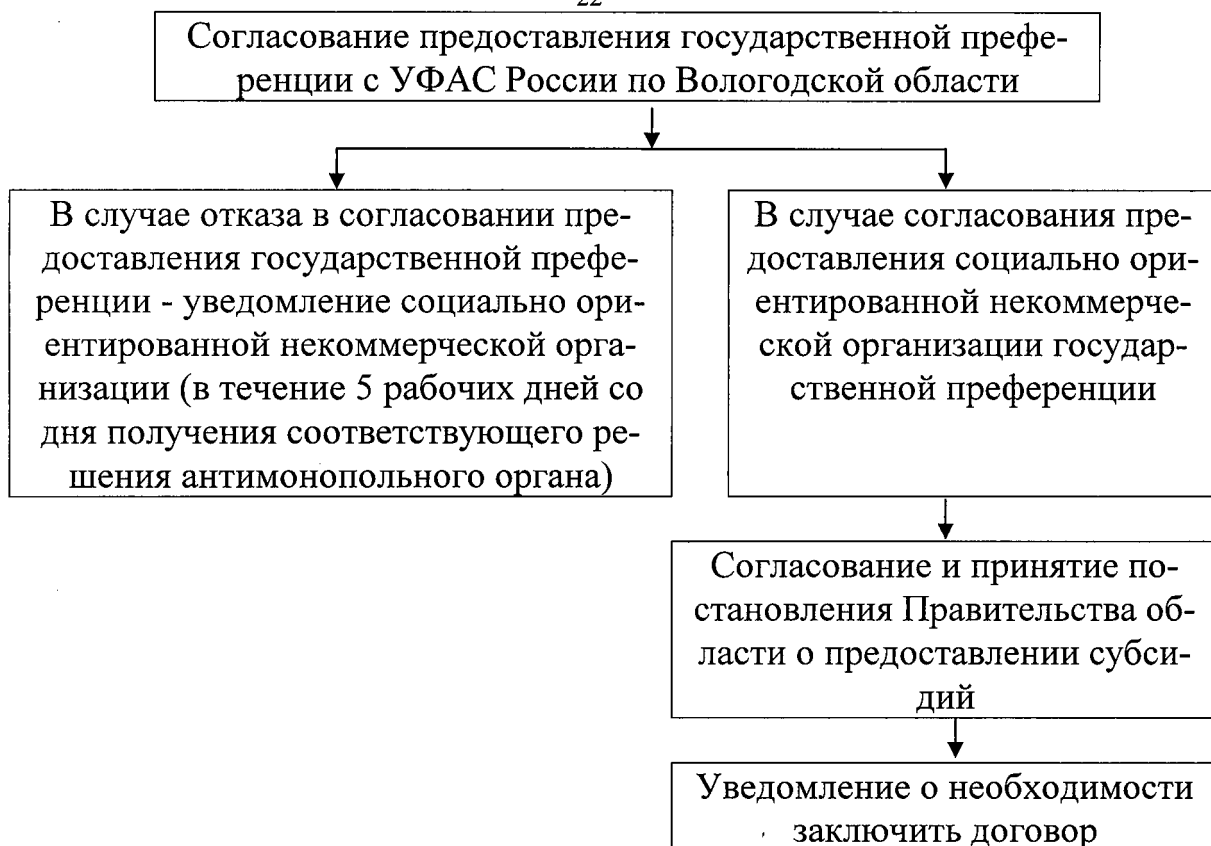 22
Согласование предоставления государственной префе-
ренции с УФАС России по Вологодской области
В случае отказа в согласовании пре-
доставления государственной префе-
ренции - уведомление социально ори-
ентированной некоммерческой орга-
низации (в течение 5 рабочих дней со
дня получения соответствующего ре-
шения антимонопольного органа)
В случае согласования пре-
доставления социально ори-
ентированной некоммерче-
ской организации государ-
ственной преференции
Согласование и принятие по-
становления Правительства об-
ласти о предоставлении субси-
дий
Уведомление о необходимости
заключить договор